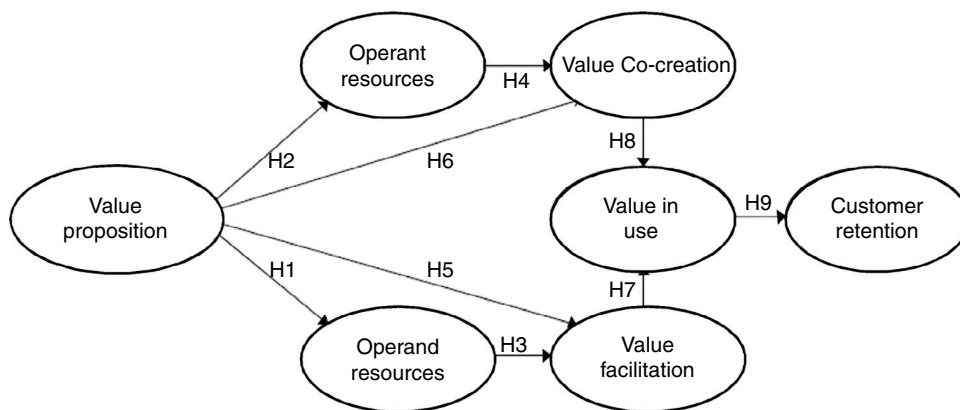 Operant
resources
H4
Value Co-creation
H2
H6
H8
Value
proposition
Value in
use
H9
Customer
retention
H1
H5
H7
Operand
resources
H3
Value
facilitation